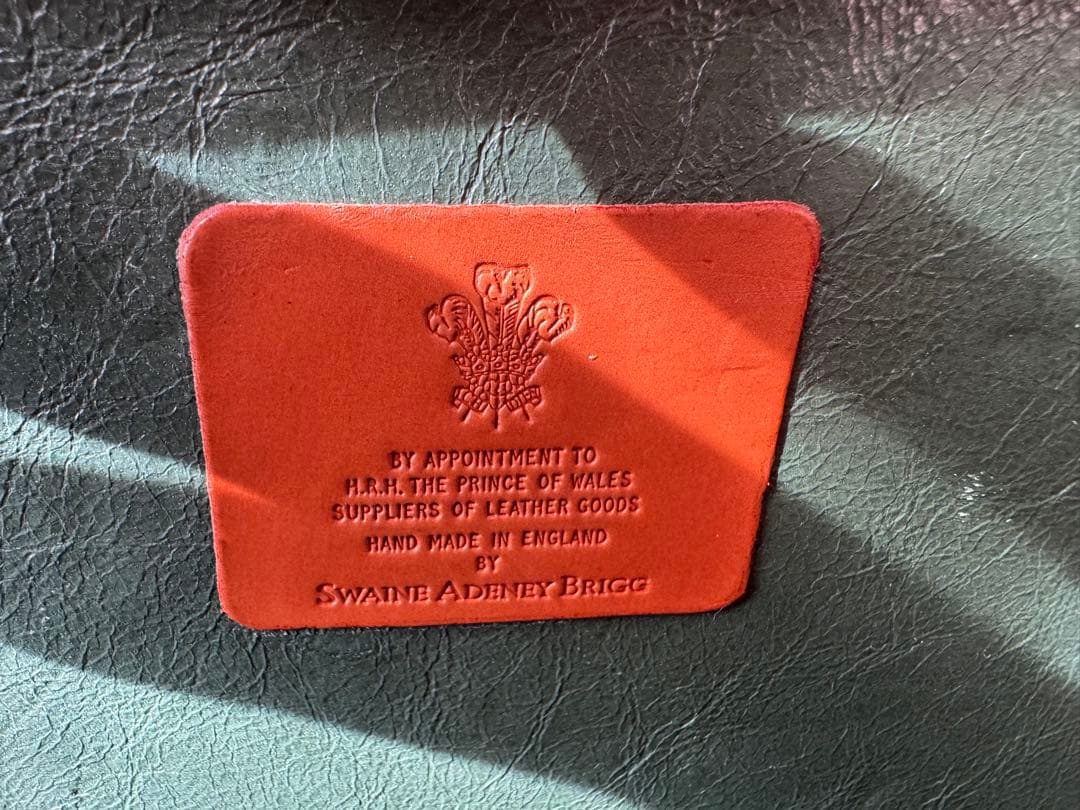 BY APPOINTMENT TO
H.R.H. THE PRINCE OF WALES
SUPPLIERS OF LEATHER GOODS
HAND MADE IN ENGLAND
BY
SWAINE ADENEY BRIGG